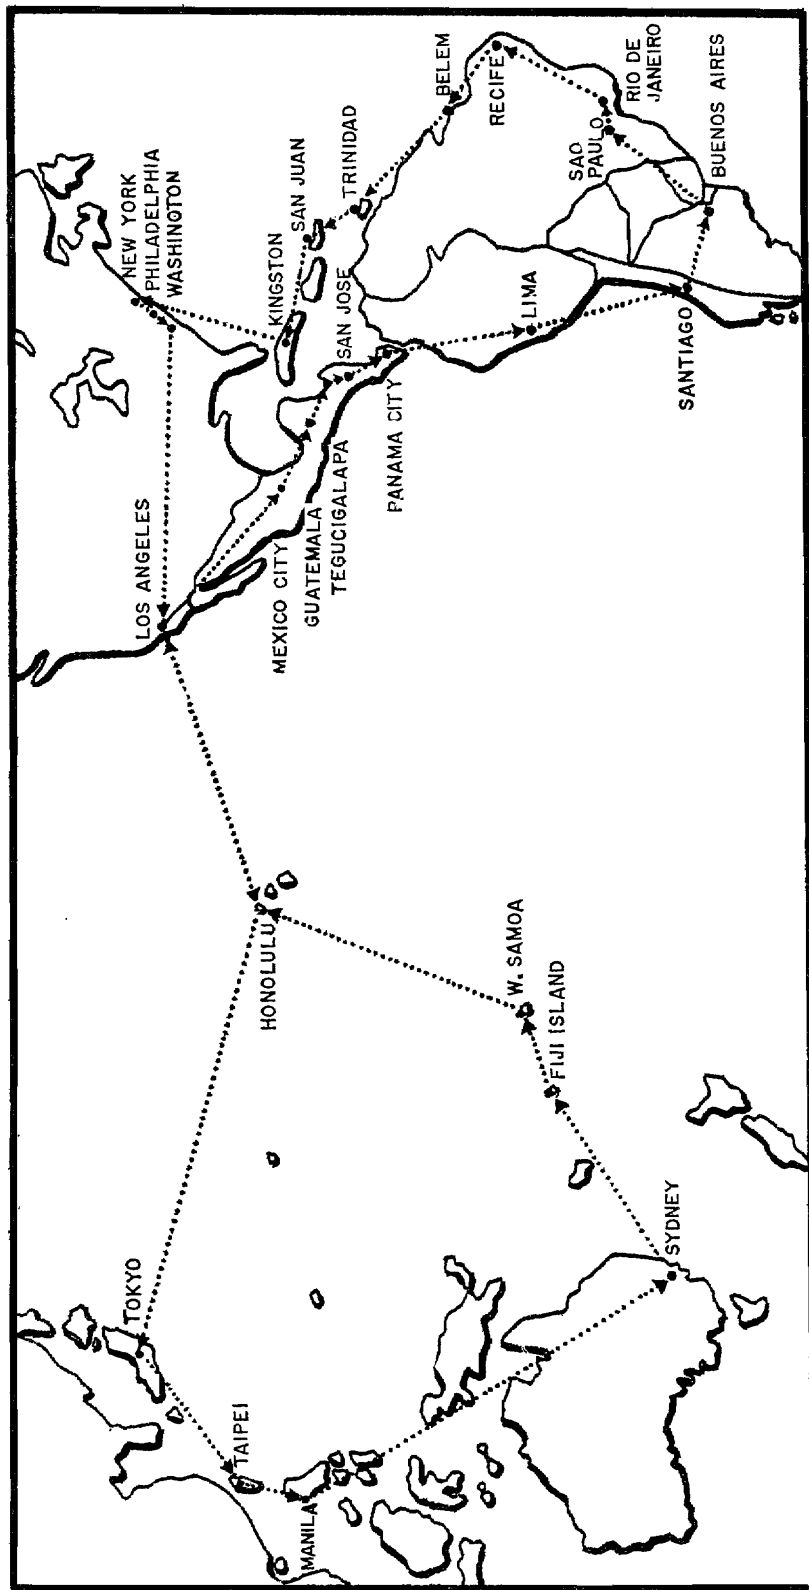 NEW YORK
PHILADELPHIA
WASHINGTON
LOS ANGELES
KINGSTON
SAN JUAN
TRINIDAD
BELEM
RECIFE
RIO DE
JANEIRO
SAO
PAULO
BUENOS AIRES
SAN JOSE
LIMA
SANTIAGO
MEXICO CITY
GUATEMALA
TEGUCIGALAPA
PANAMA CITY
HONOLULU
W. SAMOA
FIJI ISLAND
TOKYO
TAIPEI
MANILA
SYDNEY